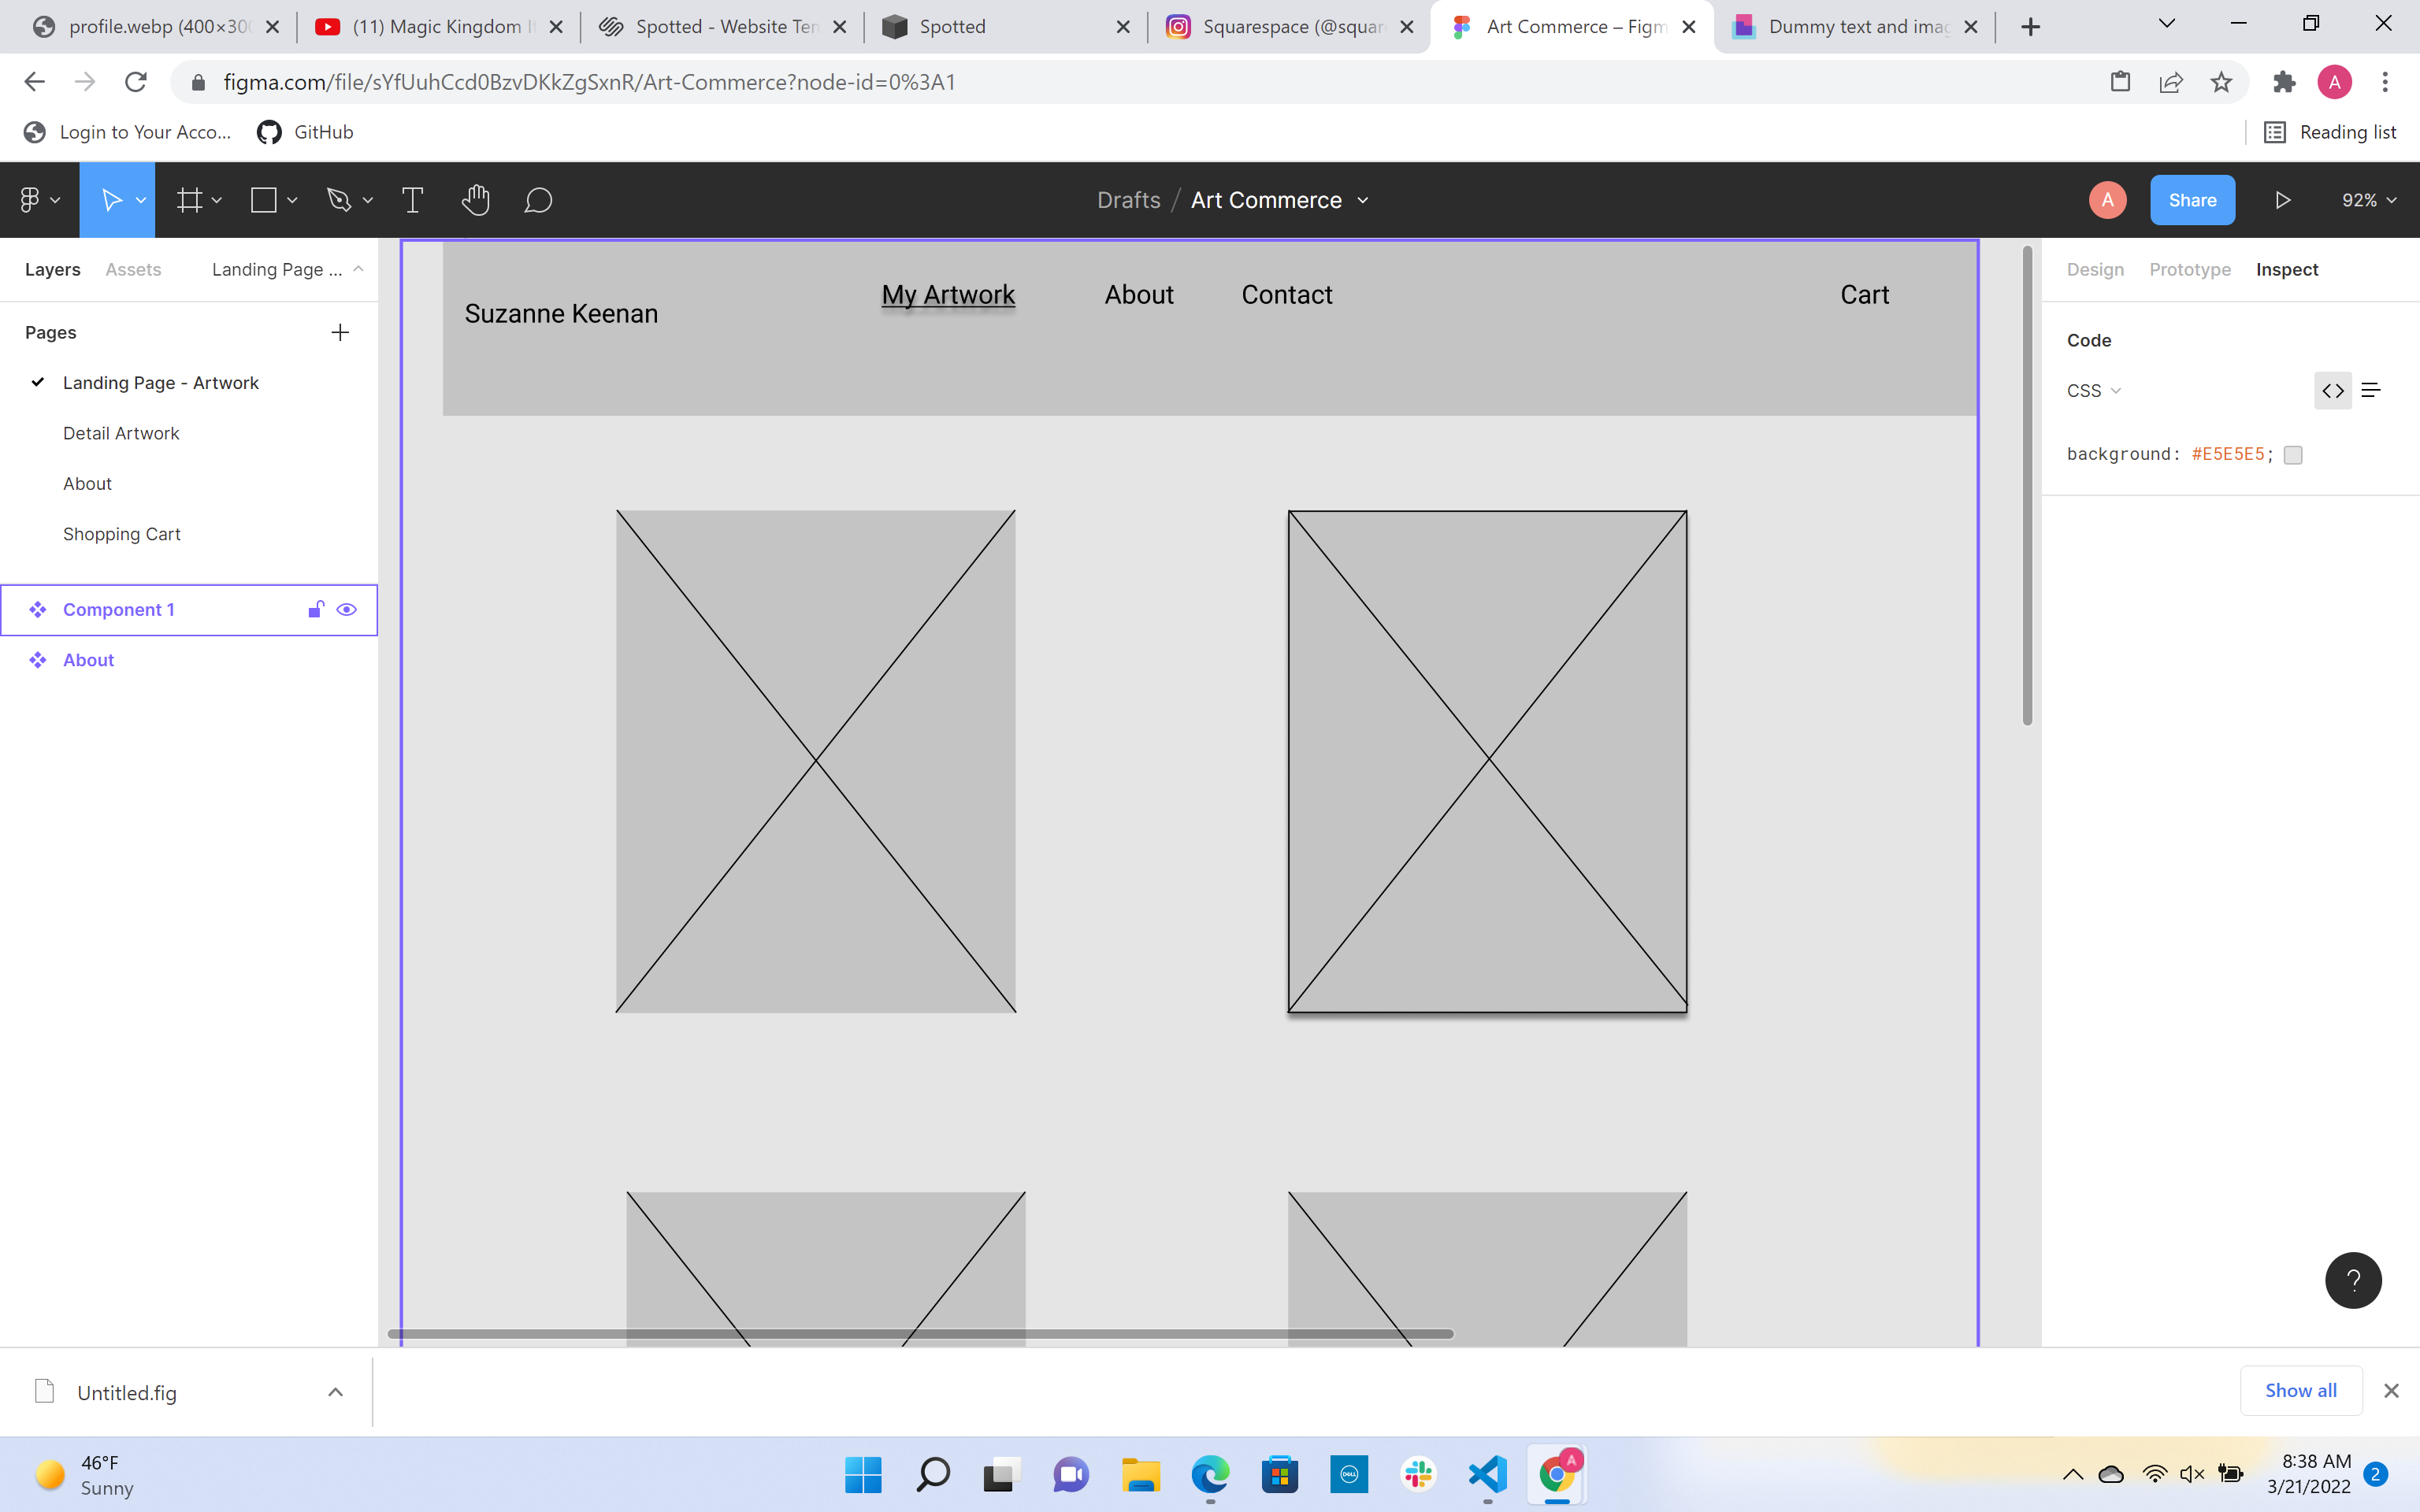 profile.webp (400×300
(11) Magic Kingdom
Spotted - Website Ten
Spotted
Squarespace (@squar
Art Commerce – Figm
Dummy text and imag
figma.com/file/sYfUuhCcd0BzvDKkZgSxnR/Art-Commerce?node-id=0%3A1
A
Login to Your Acco...
GitHub
Reading list
Drafts / Art Commerce
A
Share
92%
Layers
Assets
Landing Page ...
Design
Prototype
Inspect
Pages
Landing Page - Artwork
Detail Artwork
About
Shopping Cart
Component 1
About
Suzanne Keenan
My Artwork
About
Contact
Cart
Code
CSS
background: #E5E5E5;
?
Untitled.fig
Show all
46°F
Sunny
DELL
A
8:38 AM
3/21/2022
2